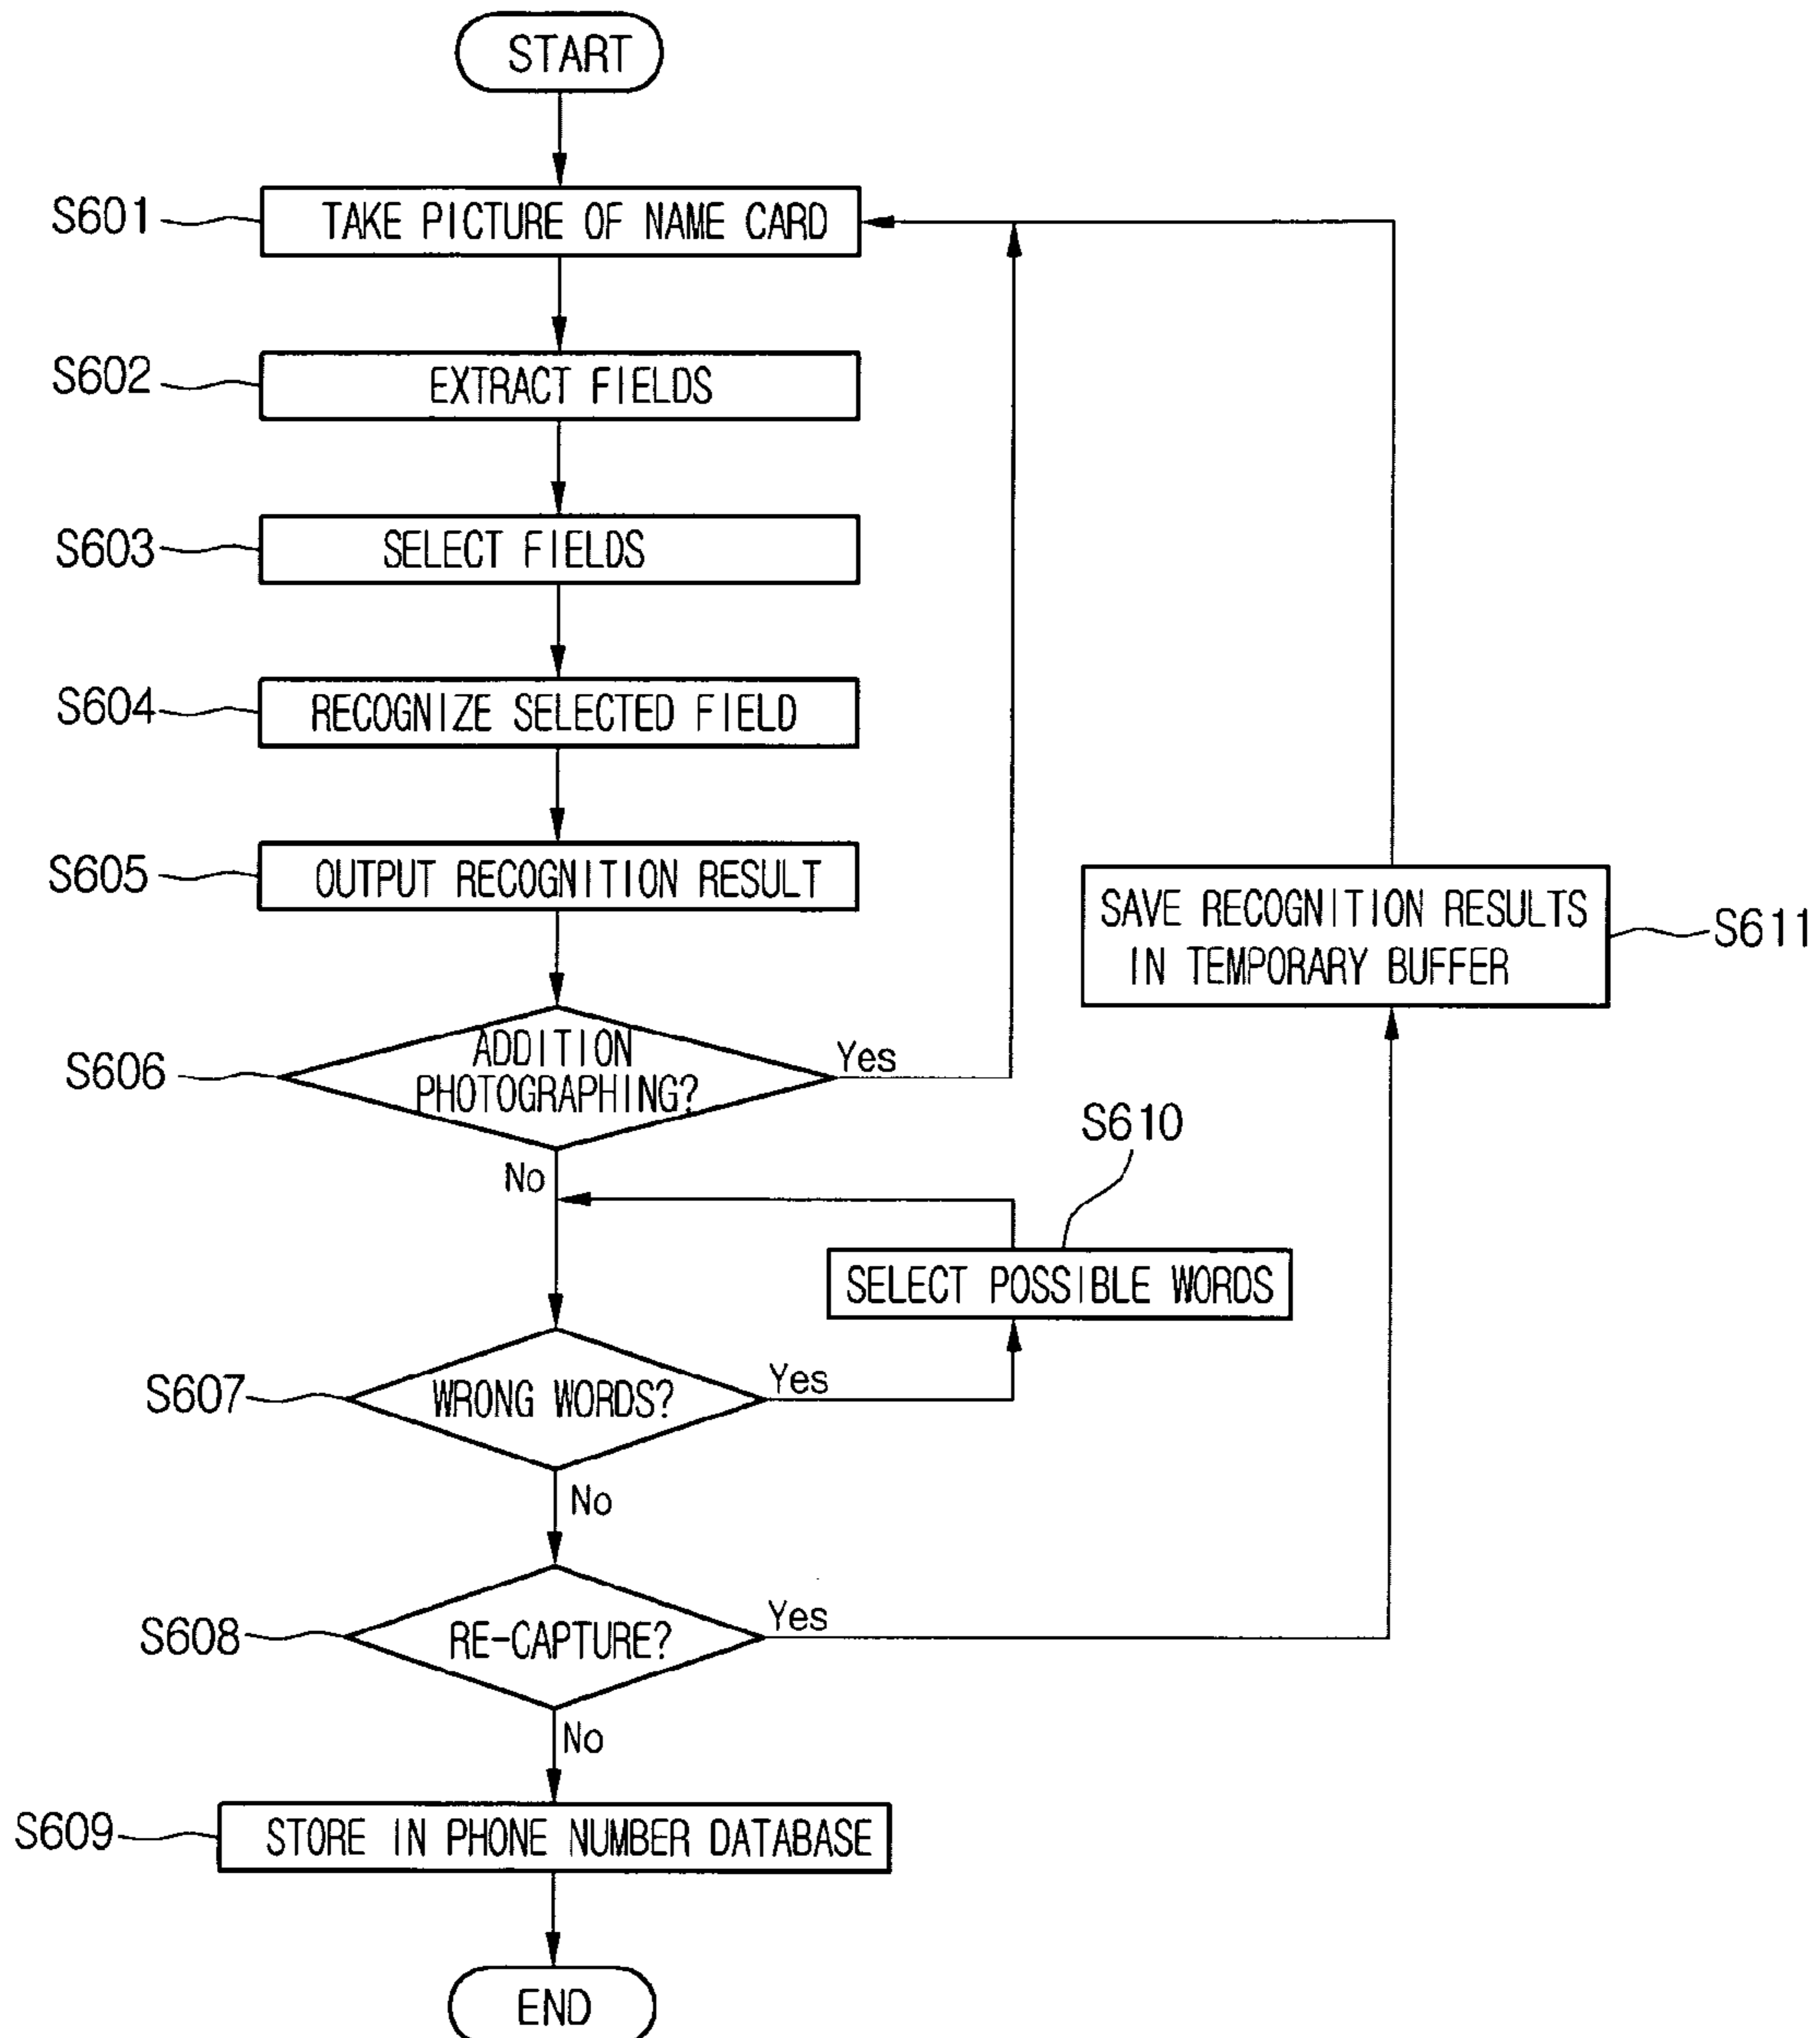 START
S601
TAKE PICTURE OF NAME CARD
S602
EXTRACT FIELDS
S603
SELECT FIELDS
S604
RECOGNIZE SELECTED FIELD
S605
OUTPUT RECOGNITION RESULT
SAVE RECOGNITION RESULTS
IN TEMPORARY BUFFER
S611
S606
ADDITION
PHOTOGRAPHING?
Yes
No
S610
SELECT POSSIBLE WORDS
S607
WRONG WORDS?
Yes
No
S608
RE-CAPTURE?
Yes
No
S609
STORE IN PHONE NUMBER DATABASE
END